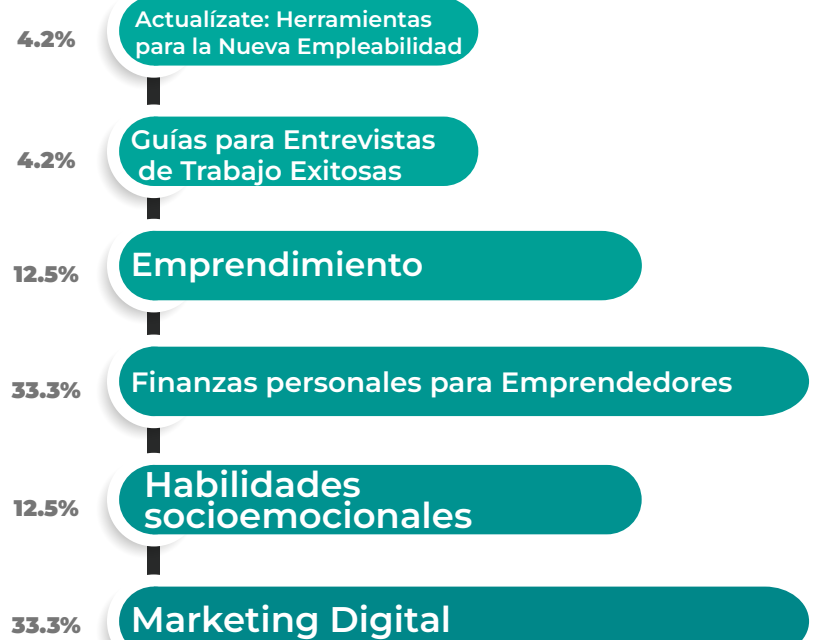 4.2%
Actualízate: Herramientas
para la Nueva Empleabilidad
4.2%
Guías para Entrevistas
de Trabajo Exitosas
12.5%
Emprendimiento
33.3%
Finanzas personales para Emprendedores
12.5%
Habilidades
socioemocionales
33.3%
Marketing Digital